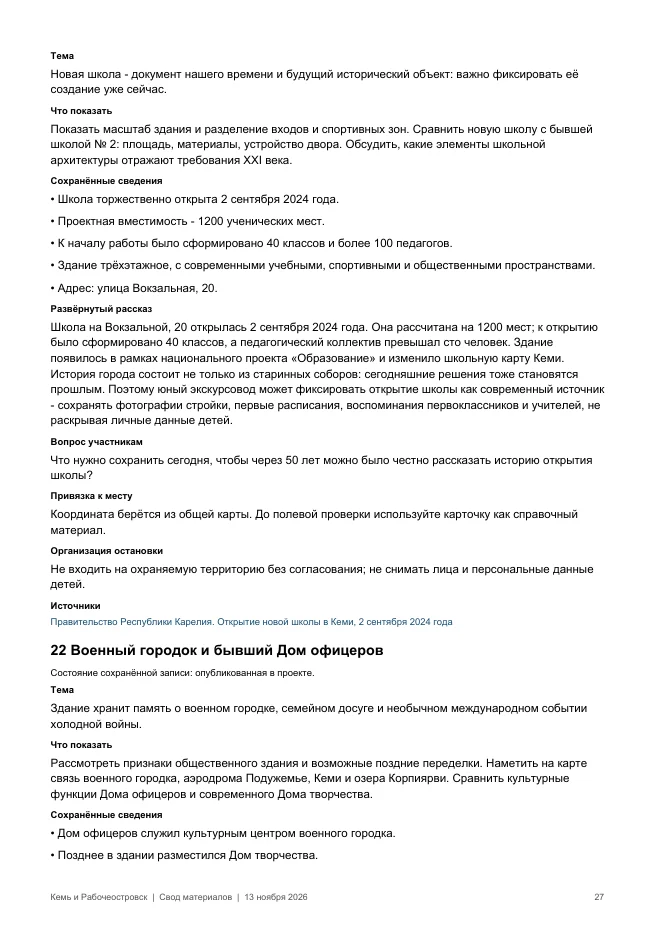 Тема
Новая школа - документ нашего времени и будущий исторический объект: важно фиксировать её
создание уже сейчас.
Что показать
Показать масштаб здания и разделение входов и спортивных зон. Сравнить новую школу с бывшей
школой № 2: площадь, материалы, устройство двора. Обсудить, какие элементы школьной
архитектуры отражают требования XXI века.
Сохранённые сведения
• Школа торжественно открыта 2 сентября 2024 года.
• Проектная вместимость - 1200 ученических мест.
• К началу работы было сформировано 40 классов и более 100 педагогов.
• Здание трёхэтажное, с современными учебными, спортивными и общественными пространствами.
• Адрес: улица Вокзальная, 20.
Развёрнутый рассказ
Школа на Вокзальной, 20 открылась 2 сентября 2024 года. Она рассчитана на 1200 мест; к открытию
было сформировано 40 классов, а педагогический коллектив превышал сто человек. Здание
появилось в рамках национального проекта «Образование» и изменило школьную карту Кеми.
История города состоит не только из старинных соборов: сегодняшние решения тоже становятся
прошлым. Поэтому юный экскурсовод может фиксировать открытие школы как современный источник
- сохранять фотографии стройки, первые расписания, воспоминания первоклассников и учителей, не
раскрывая личные данные детей.
Вопрос участникам
Что нужно сохранить сегодня, чтобы через 50 лет можно было честно рассказать историю открытия
школы?
Привязка к месту
Координата берётся из общей карты. До полевой проверки используйте карточку как справочный
материал.
Организация остановки
Не входить на охраняемую территорию без согласования; не снимать лица и персональные данные
детей.
Источники
Правительство Республики Карелия. Открытие новой школы в Кеми, 2 сентября 2024 года
22 Военный городок и бывший Дом офицеров
Состояние сохранённой записи: опубликованная в проекте.
Тема
Здание хранит память о военном городке, семейном досуге и необычном международном событии
холодной войны.
Что показать
Рассмотреть признаки общественного здания и возможные поздние переделки. Наметить на карте
связь военного городка, аэродрома Подужемье, Кеми и озера Корпиярви. Сравнить культурные
функции Дома офицеров и современного Дома творчества.
Сохранённые сведения
• Дом офицеров служил культурным центром военного городка.
• Позднее в здании разместился Дом творчества.
Кемь и Рабочеостровск | Свод материалов | 13 ноября 2026
27